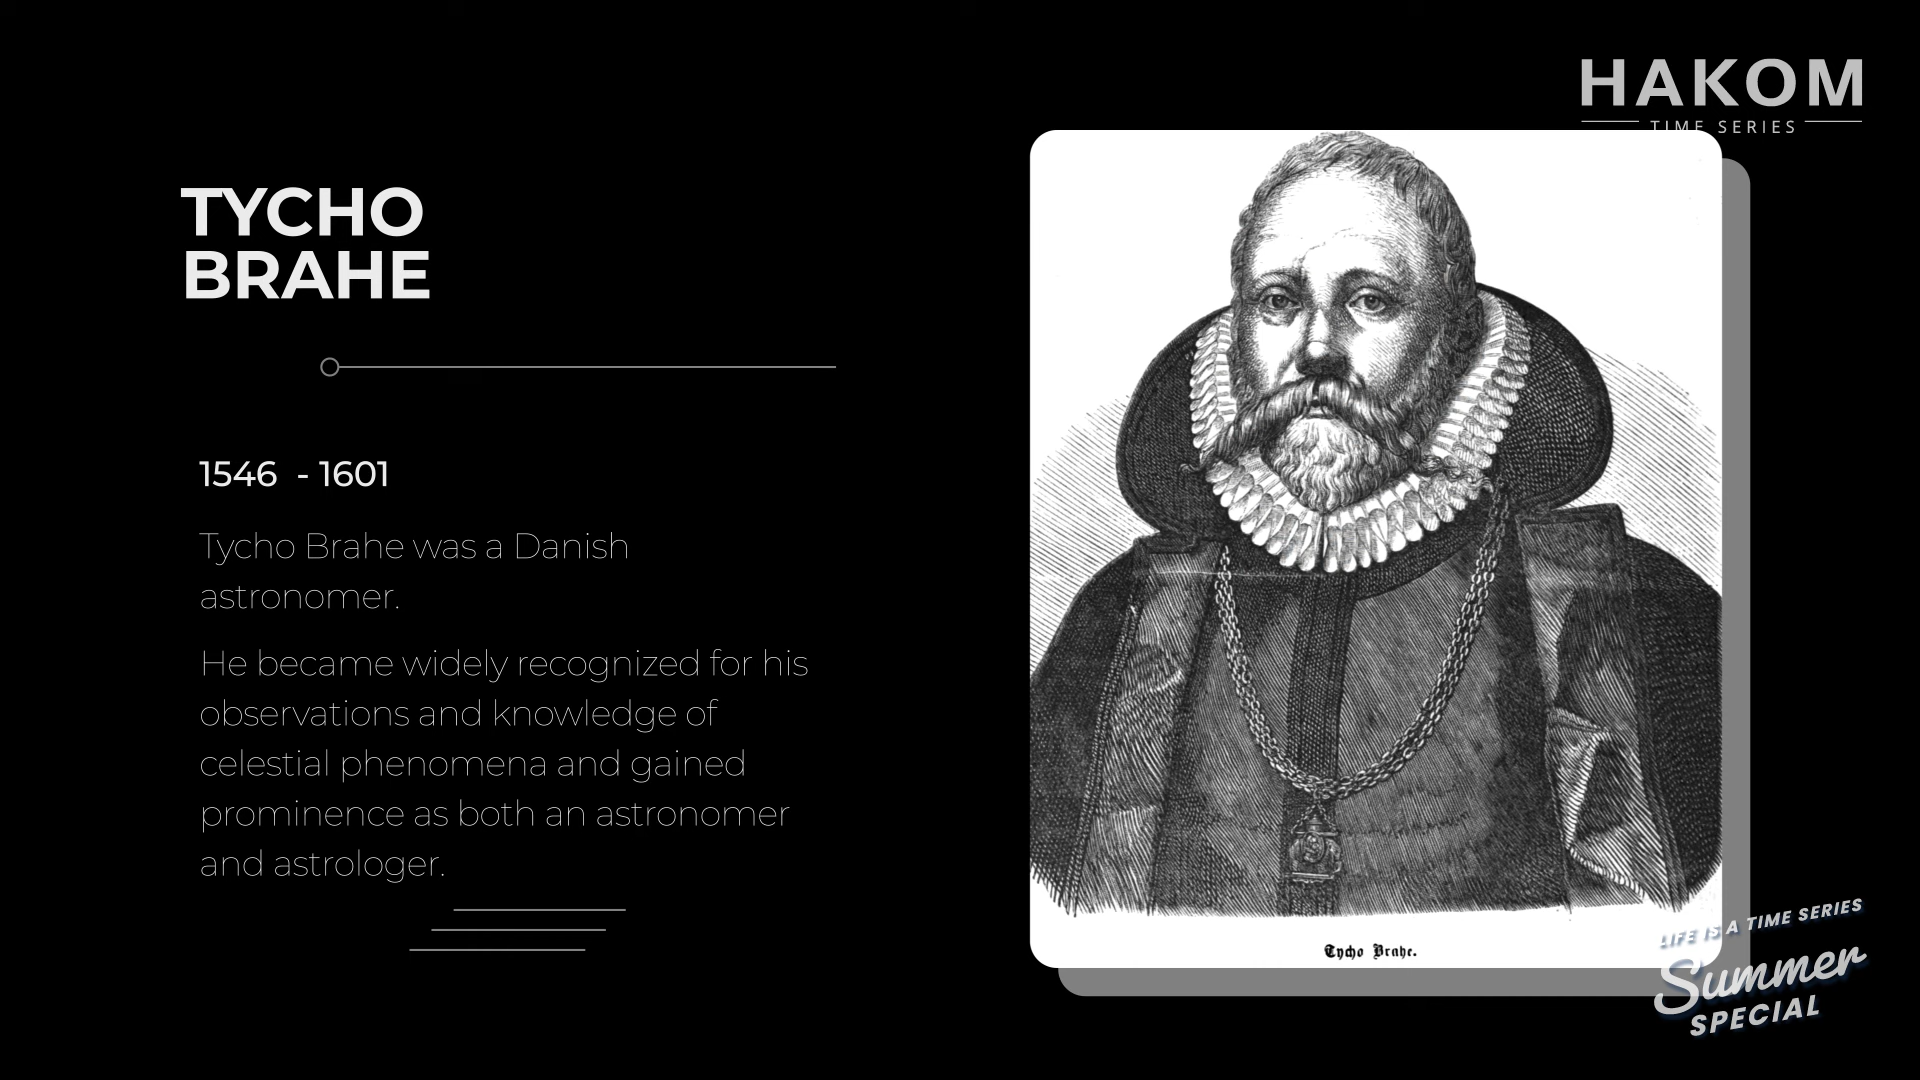 HAKOM
TIME SERIES
TYCHO
BRAHE
1546 - 1601
Tycho Brahe was a Danish
astronomer.
He became widely recognized for his
observations and knowledge of
celestial phenomena and gained
prominence as both an astronomer
and astrologer.
Tycho Brahe.
LIFE IS A TIME SERIES
Summer
SPECIAL